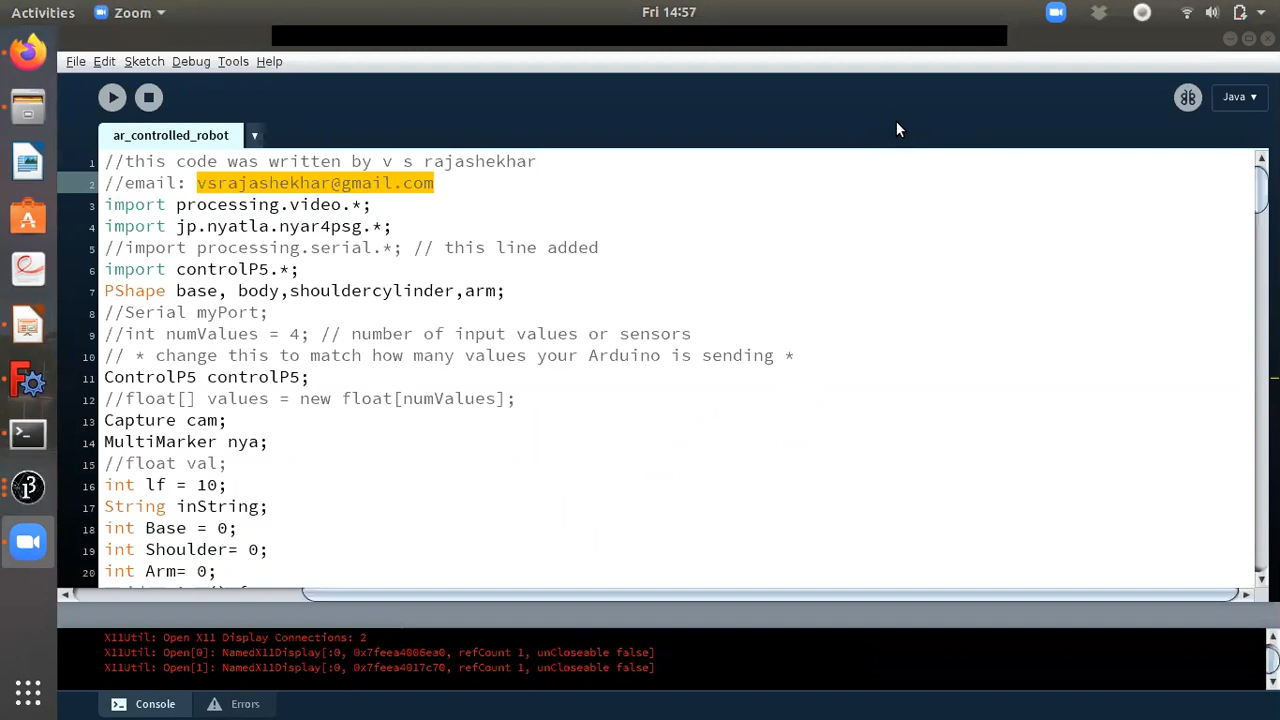 Activities
Zoom
Fri 14:57
File Edit Sketch Debug Tools Help
Java
ar_controlled_robot
1 //this code was written by v s rajashekhar
2 //email: vsrajashekhar@gmail.com
3 import processing.video.*;
4 import jp.nyatla.nyar4psg.*;
5 //import processing.serial.*; // this line added
6 import controlP5.*;
7 PShape base, body,shouldercylinder,arm;
8 //Serial myPort;
9 //int numValues = 4; // number of input values or sensors
10 // * change this to match how many values your Arduino is sending *
11 ControlP5 controlP5;
12 //float[] values = new float[numValues];
13 Capture cam;
14 MultiMarker nya;
15 //float val;
16 int lf = 10;
17 String inString;
18 int Base = 0;
19 int Shoulder= 0;
20 int Arm= 0;
X11Util: Open X11 Display Connections: 2
X11Util: Open[0]: NamedX11Display[:0, 0x7feea4006ea0, refCount 1, unCloseable false]
X11Util: Open[1]: NamedX11Display[:0, 0x7feea4017c70, refCount 1, unCloseable false]
Console
Errors